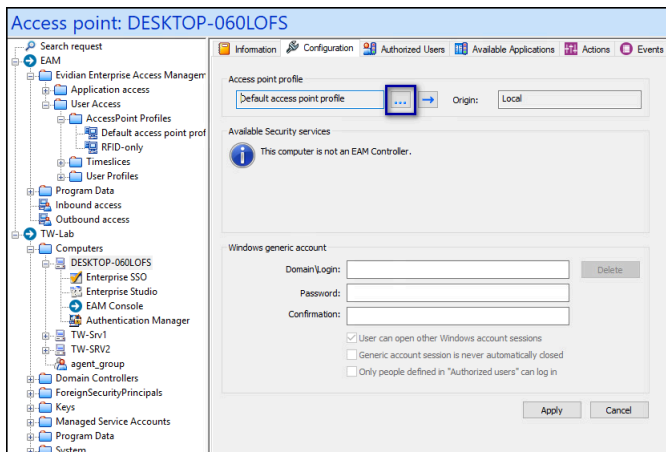 Access point: DESKTOP-060LOFS
Search request
EAM
Evidian Enterprise Access Managem
Application access
User Access
AccessPoint Profiles
Default access point prof
RFID-only
Timeslices
User Profiles
Program Data
Inbound access
Outbound access
TW-Lab
Computers
DESKTOP-060LOFS
Enterprise SSO
Enterprise Studio
EAM Console
Authentication Manager
TW-Srv1
TW-SRV2
agent_group
Domain Controllers
ForeignSecurityPrincipals
Keys
Managed Service Accounts
Program Data
System
Information Configuration Authorized Users Available Applications Actions Events
Access point profile
Default access point profile ... Origin: Local
Available Security services
This computer is not an EAM Controller.
Windows generic account
Domain\Login: Delete
Password:
Confirmation:
User can open other Windows account sessions
Generic account session is never automatically closed
Only people defined in "Authorized users" can log in
Apply Cancel